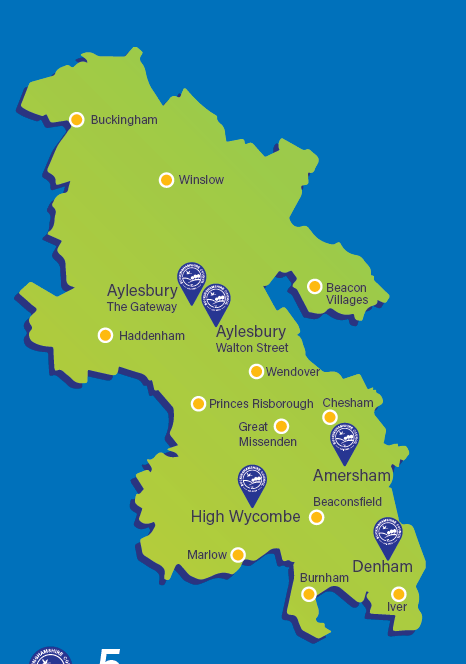 Buckingham
Winslow
Beacon
Villages
Aylesbury
The Gateway
Aylesbury
Walton Street
Haddenham
Wendover
Princes Risborough
Chesham
Great
Missenden
Amersham
High Wycombe
Beaconsfield
Marlow
Denham
Burnham
Iver
5